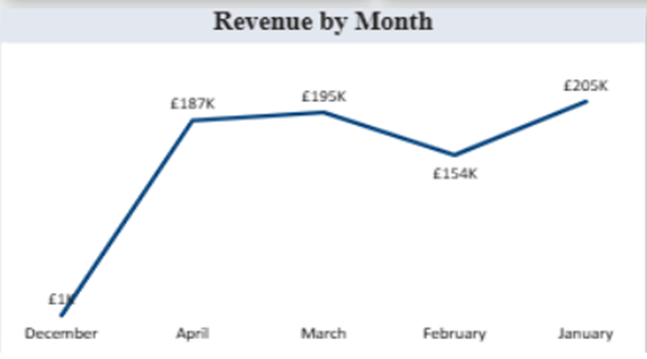 Revenue by Month
£205K
£195K
£187K
£154K
£1K
December April March February January